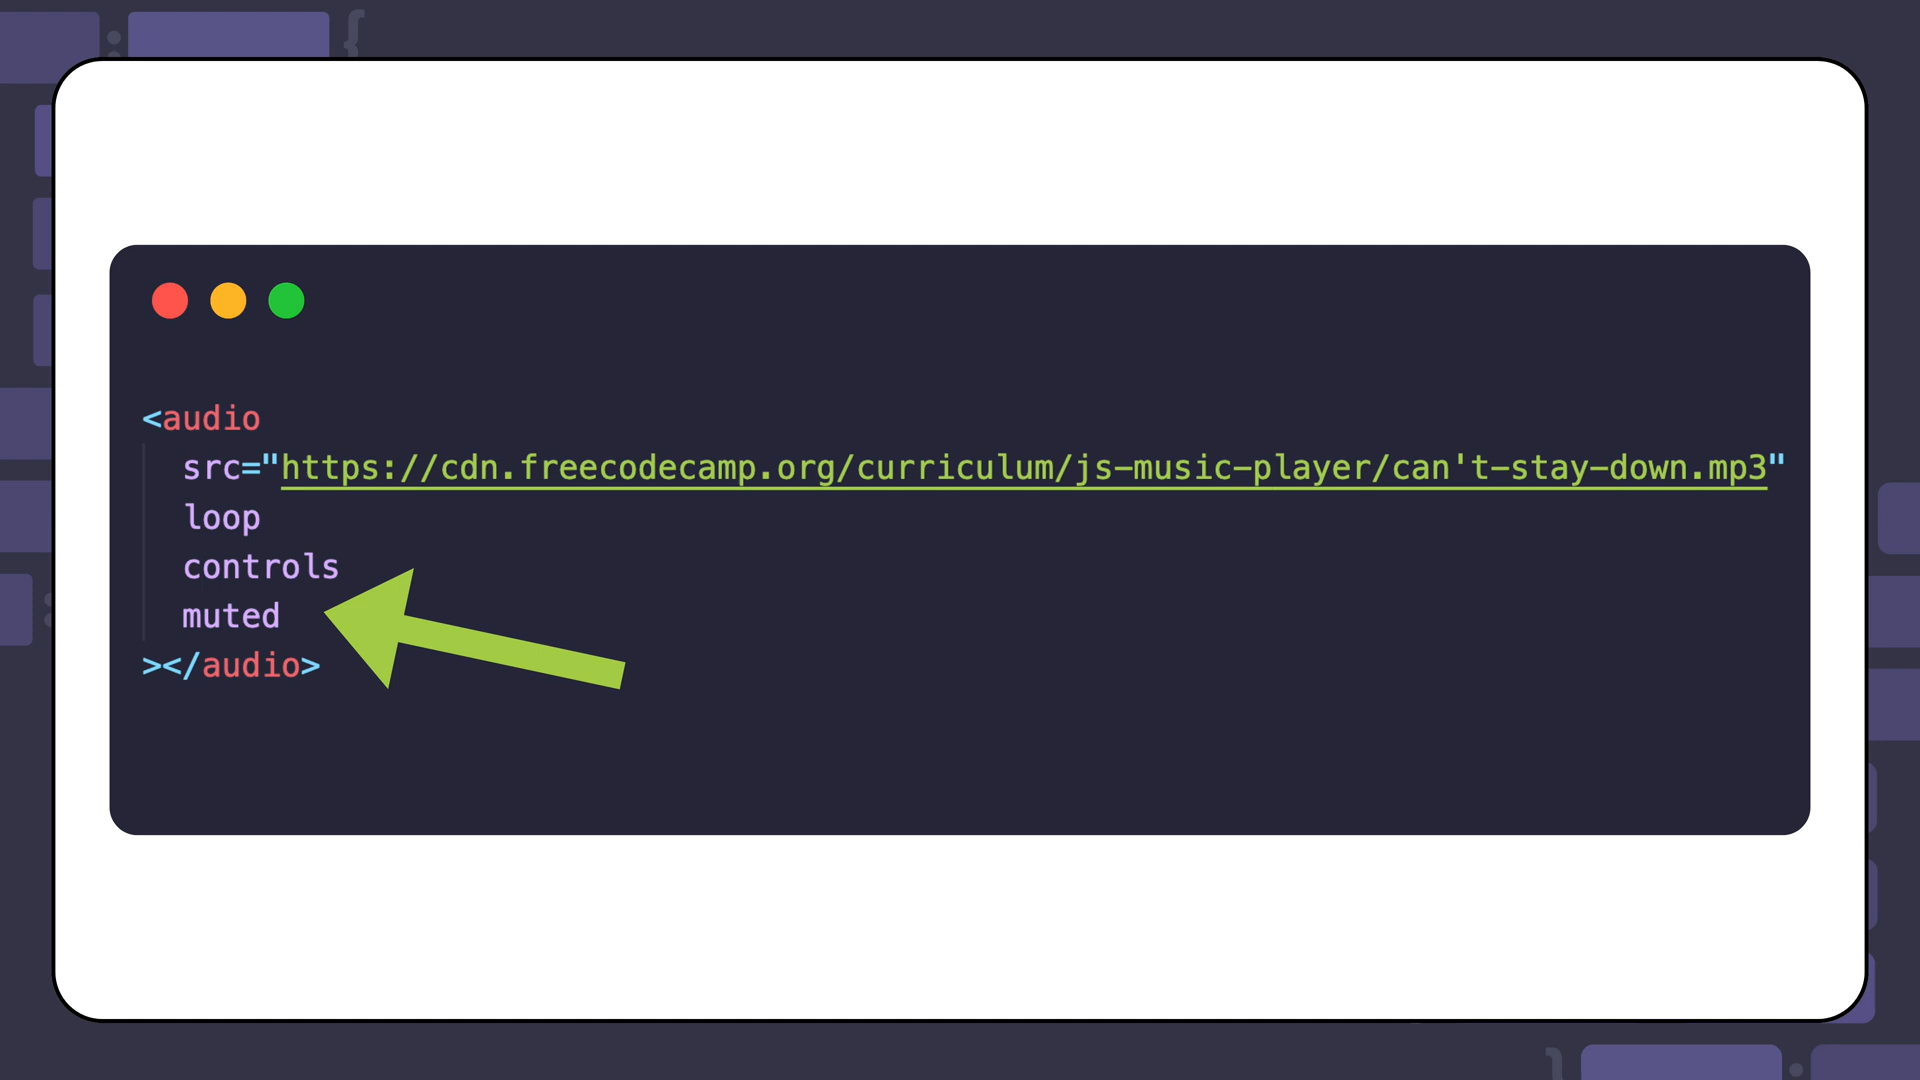 <audio
src="https://cdn.freecodecamp.org/curriculum/js-music-player/can't-stay-down.mp3"
loop
controls
muted
></audio>